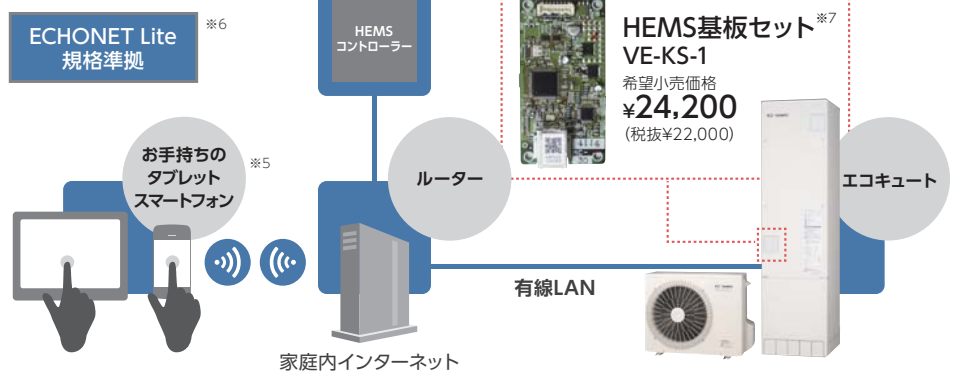 ECHONET Lite
規格準拠
※6
HEMS
コントローラー
HEMS基板セット※7
VE-KS-1
希望小売価格
¥24,200
(税抜¥22,000)
お手持ちの
タブレット
スマートフォン
※5
ルーター
エコキュート
有線LAN
家庭内インターネット